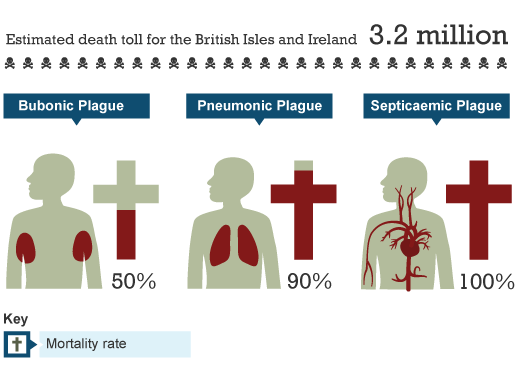 Estimated death toll for the British Isles and Ireland 3.2 million
Bubonic Plague Pneumonic Plague Septicaemic Plague
50% 90% 100%
Key
Mortality rate